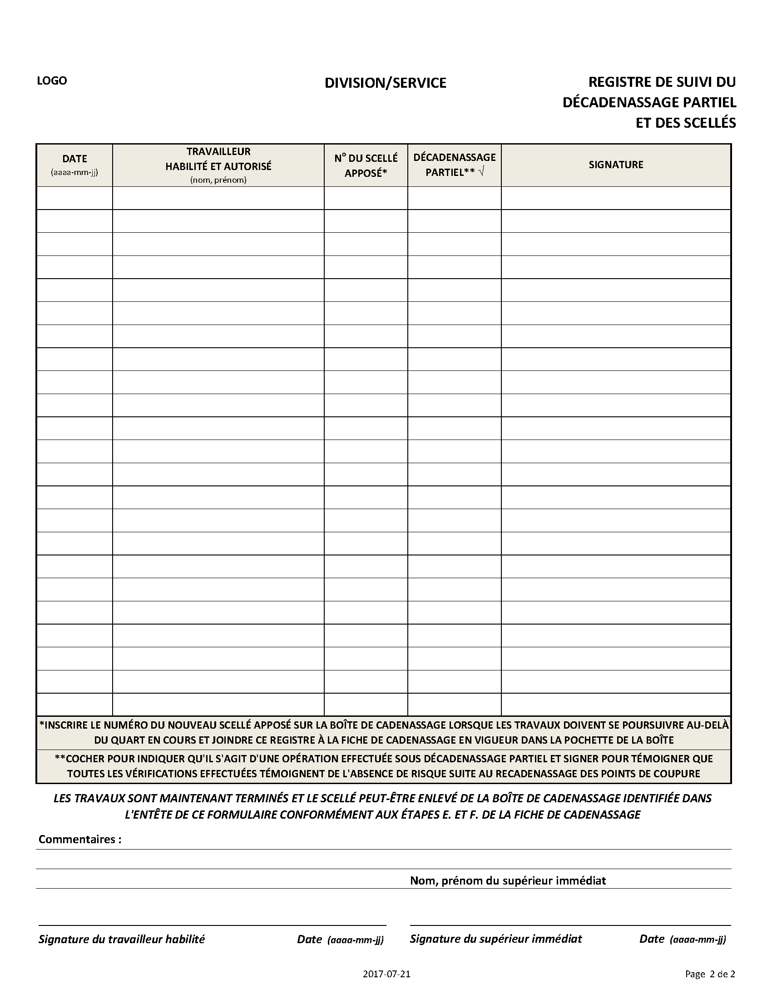 LOGO
DIVISION/SERVICE
REGISTRE DE SUIVI DU
DÉCADENASSAGE PARTIEL
ET DES SCELLÉS
DATE
(aaaa-mm-jj)
TRAVAILLEUR
HABILITÉ ET AUTORISÉ
(nom, prénom)
Nº DU SCELLÉ
APPOSÉ*
DÉCADENASSAGE
PARTIEL** √
SIGNATURE
*INSCRIRE LE NUMÉRO DU NOUVEAU SCELLÉ APPOSÉ SUR LA BOÎTE DE CADENASSAGE LORSQUE LES TRAVAUX DOIVENT SE POURSUIVRE AU-DELÀ
DU QUART EN COURS ET JOINDRE CE REGISTRE À LA FICHE DE CADENASSAGE EN VIGUEUR DANS LA POCHETTE DE LA BOÎTE
**COCHER POUR INDIQUER QU'IL S'AGIT D'UNE OPÉRATION EFFECTUÉE SOUS DÉCADENASSAGE PARTIEL ET SIGNER POUR TÉMOIGNER QUE
TOUTES LES VÉRIFICATIONS EFFECTUÉES TÉMOIGNENT DE L'ABSENCE DE RISQUE SUITE AU RECADENASSAGE DES POINTS DE COUPURE
LES TRAVAUX SONT MAINTENANT TERMINÉS ET LE SCELLÉ PEUT-ÊTRE ENLEVÉ DE LA BOÎTE DE CADENASSAGE IDENTIFIÉE DANS
L'ENTÊTE DE CE FORMULAIRE CONFORMÉMENT AUX ÉTAPES E. ET F. DE LA FICHE DE CADENASSAGE
Commentaires :
Nom, prénom du supérieur immédiat
Signature du travailleur habilité Date (aaaa-mm-jj)
Signature du supérieur immédiat Date (aaaa-mm-jj)
2017-07-21
Page 2 de 2